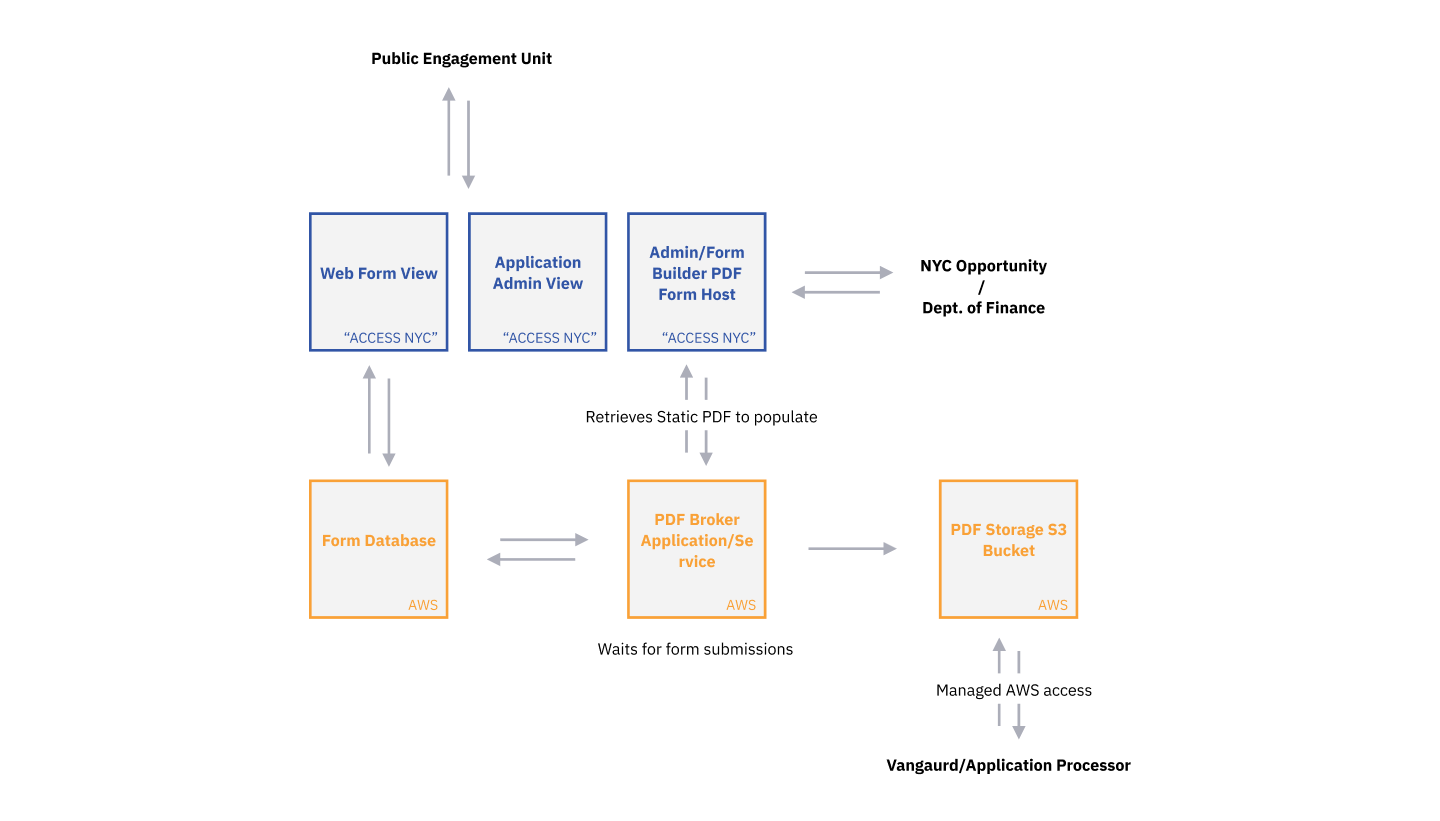 Public Engagement Unit
Web Form View
“ACCESS NYC”
Application
Admin View
“ACCESS NYC”
Admin/Form
Builder PDF
Form Host
“ACCESS NYC”
NYC Opportunity
/
Dept. of Finance
Retrieves Static PDF to populate
Form Database
AWS
PDF Broker
Application/Se
rvice
AWS
PDF Storage S3
Bucket
AWS
Waits for form submissions
Managed AWS access
Vangaurd/Application Processor